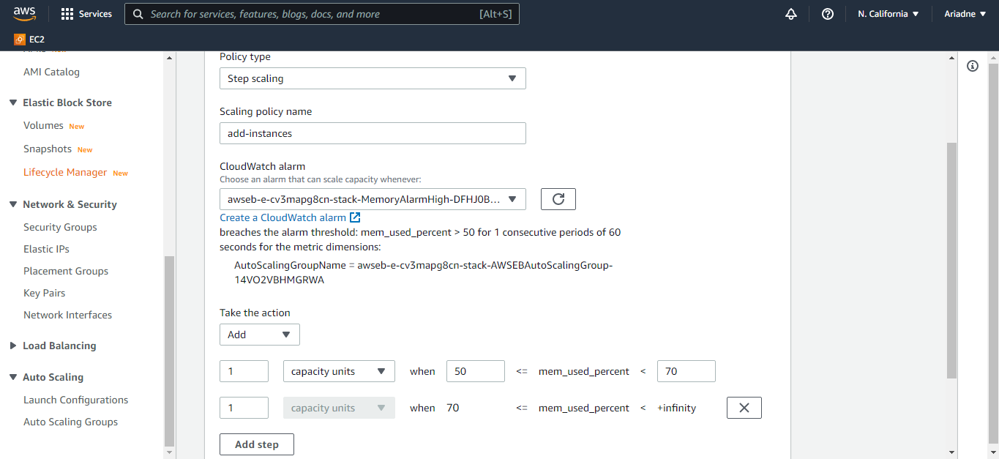 aws
Services
Search for services, features, blogs, docs, and more [Alt+S]
N. California
Ariadne
EC2
AMI Catalog
Elastic Block Store
Volumes New
Snapshots New
Lifecycle Manager New
Network & Security
Security Groups
Elastic IPs
Placement Groups
Key Pairs
Network Interfaces
Load Balancing
Auto Scaling
Launch Configurations
Auto Scaling Groups
Policy type
Step scaling
Scaling policy name
add-instances
CloudWatch alarm
Choose an alarm that can scale capacity whenever:
awseb-e-cv3mapg8cn-stack-MemoryAlarmHigh-DFHJ0B...
Create a CloudWatch alarm
breaches the alarm threshold: mem_used_percent > 50 for 1 consecutive periods of 60
seconds for the metric dimensions:
AutoScalingGroupName = awseb-e-cv3mapg8cn-stack-AWSEBAutoScalingGroup-
14VO2VBHMGRWA
Take the action
Add
1 capacity units when 50 <= mem_used_percent < 70
1 capacity units when 70 <= mem_used_percent < +infinity
Add step